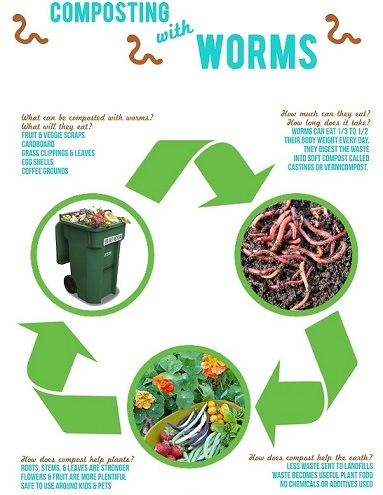 COMPOSTING
with
WORMS
What can be composted with worms?
What will they eat?
FRUIT & VEGGIE SCRAPS
CARDBOARD
GRASS CLIPPINGS & LEAVES
EGG SHELLS
COFFEE GROUNDS
How much can they eat?
How long does it take?
WORMS CAN EAT 1/3 TO 1/2
THEIR BODY WEIGHT EVERY DAY.
THEY DIGEST THE WASTE
INTO SOFT COMPOST CALLED
CASTINGS OR VERMICOMPOST.
How does compost help plants?
ROOTS, STEMS, & LEAVES ARE STRONGER
FLOWERS & FRUIT ARE MORE PLENTIFUL
SAFE TO USE AROUND KIDS & PETS
How does compost help the earth?
LESS WASTE SENT TO LANDFILLS
WASTE BECOMES USEFUL PLANT FOOD
NO CHEMICALS OR ADDITIVES USED